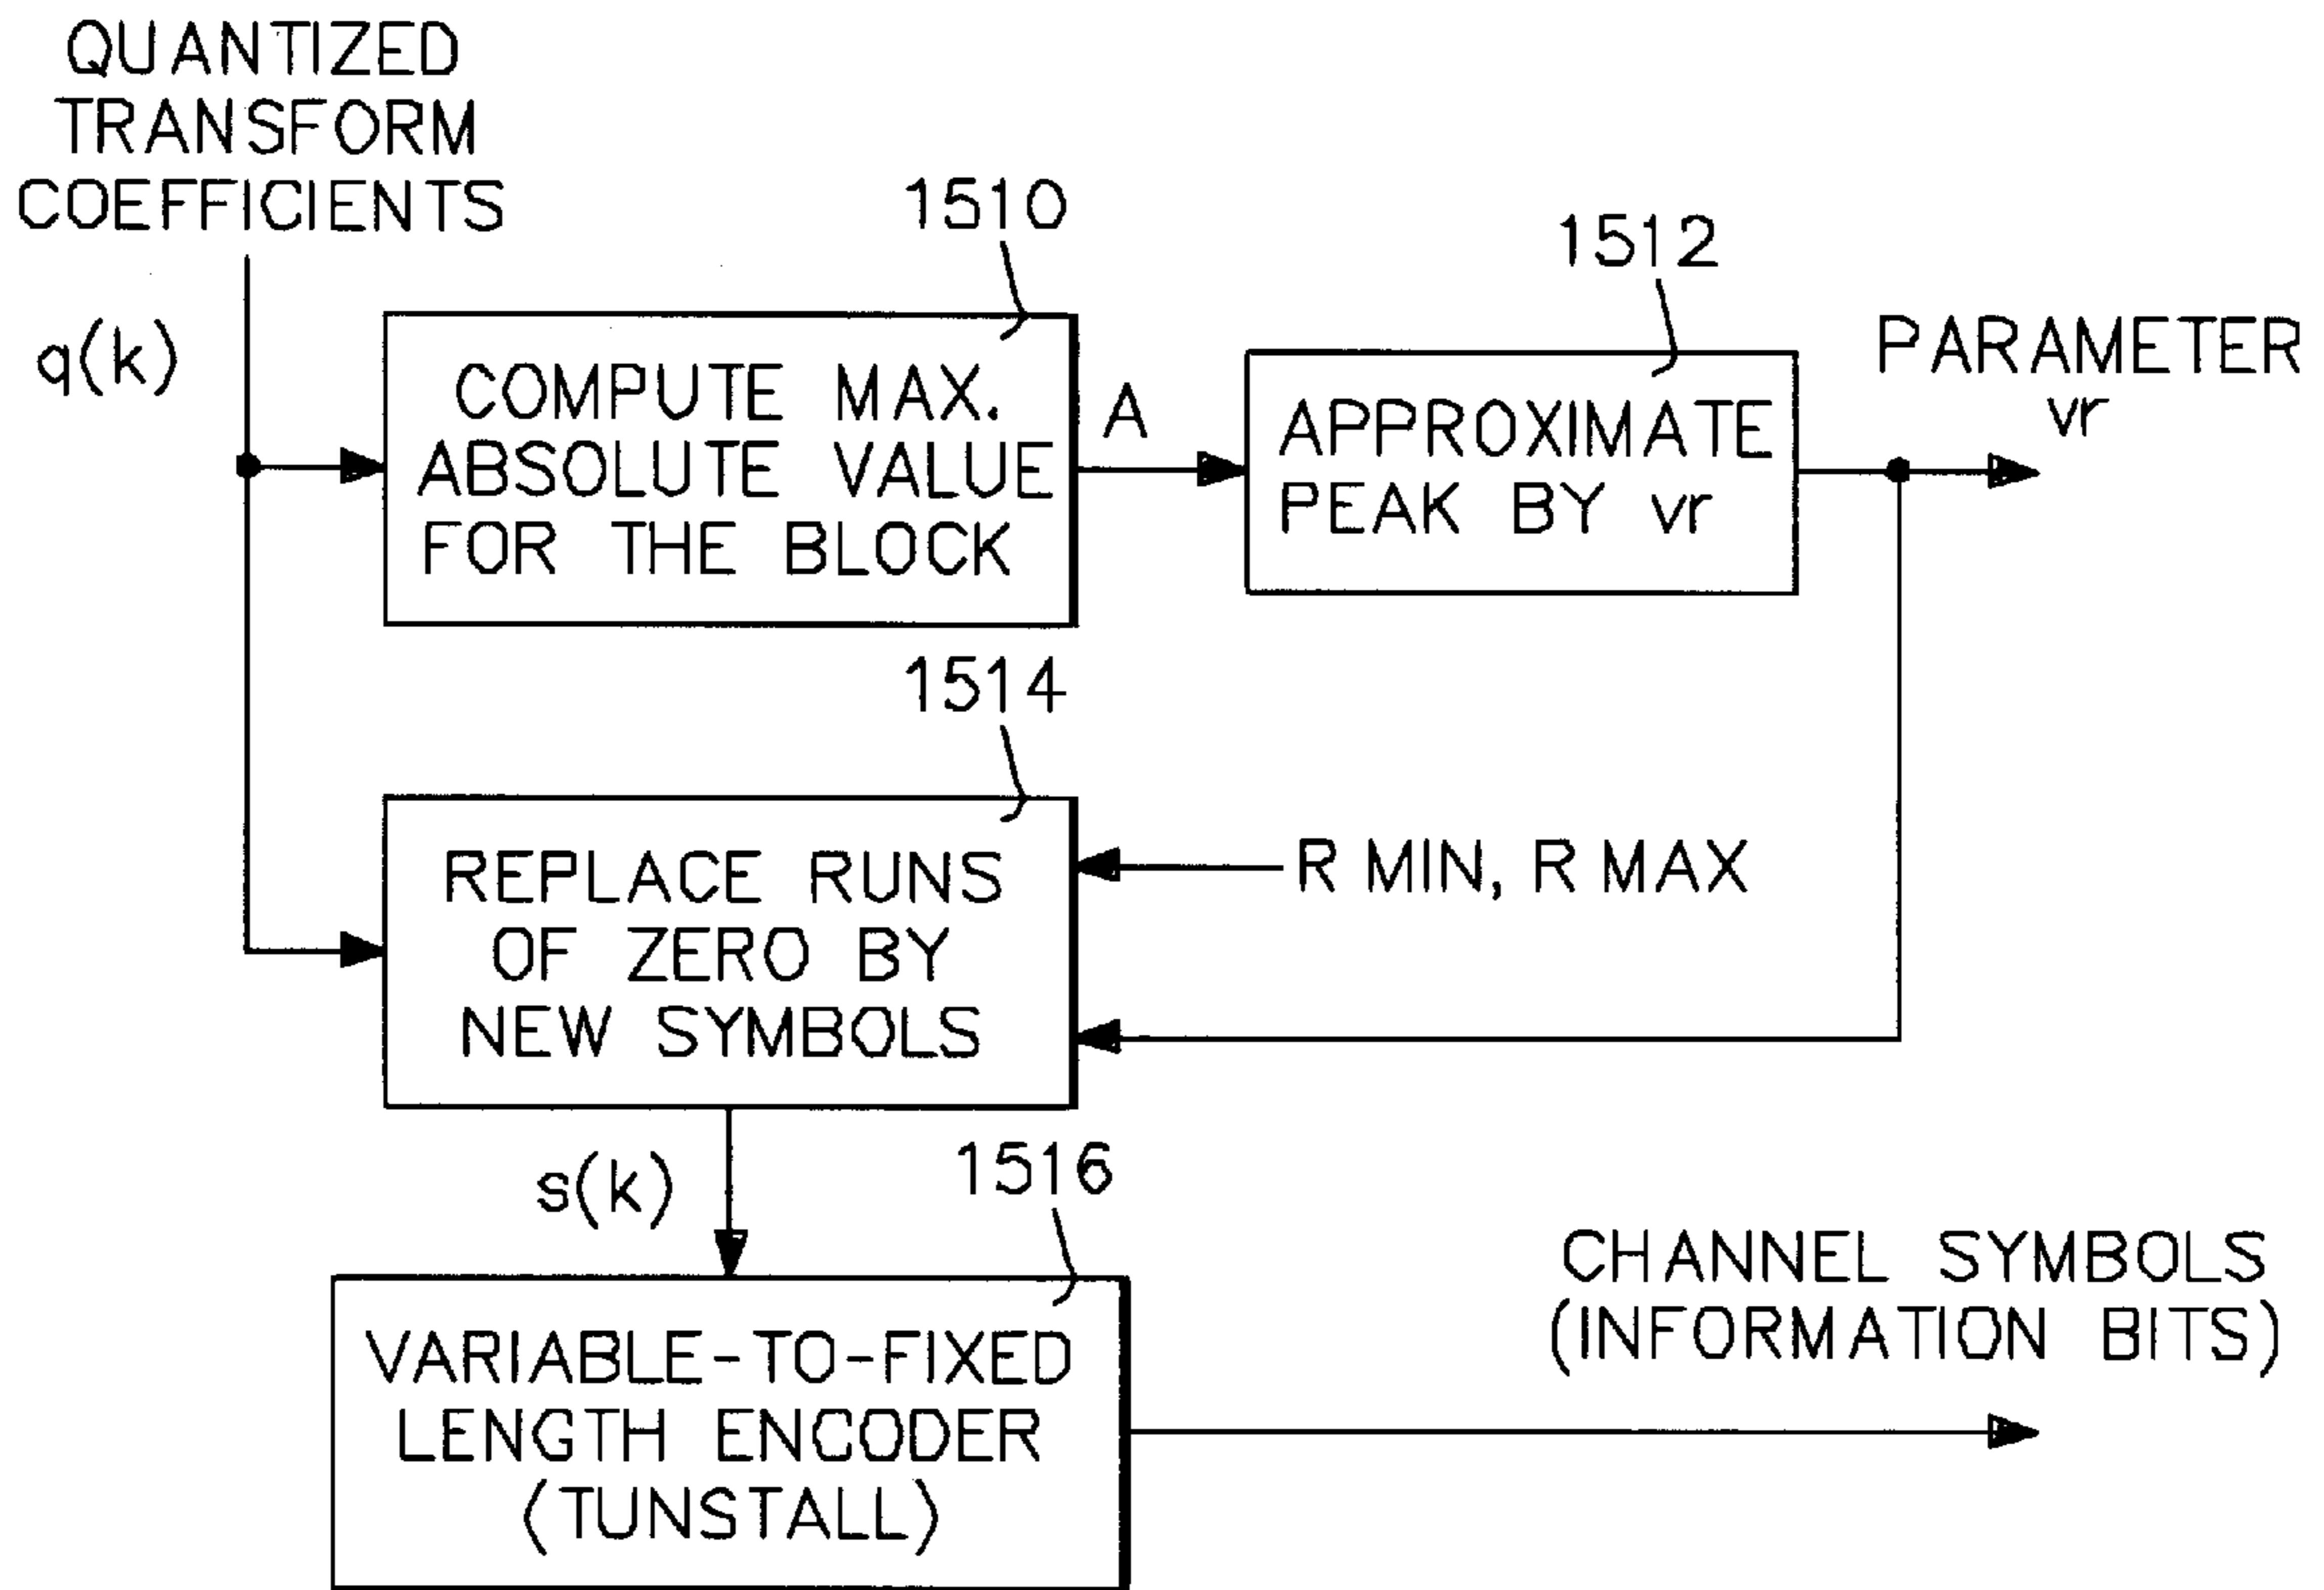 QUANTIZED
TRANSFORM
COEFFICIENTS
q(k)
1510
COMPUTE MAX.
ABSOLUTE VALUE
FOR THE BLOCK
A
1512
APPROXIMATE
PEAK BY vr
PARAMETER
vr
1514
REPLACE RUNS
OF ZERO BY
NEW SYMBOLS
R MIN, R MAX
s(k)
1516
VARIABLE-TO-FIXED
LENGTH ENCODER
(TUNSTALL)
CHANNEL SYMBOLS
(INFORMATION BITS)